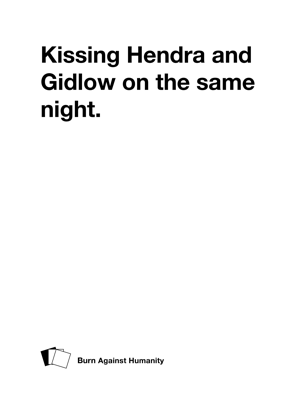 Kissing Hendra and
Gidlow on the same
night.
Burn Against Humanity